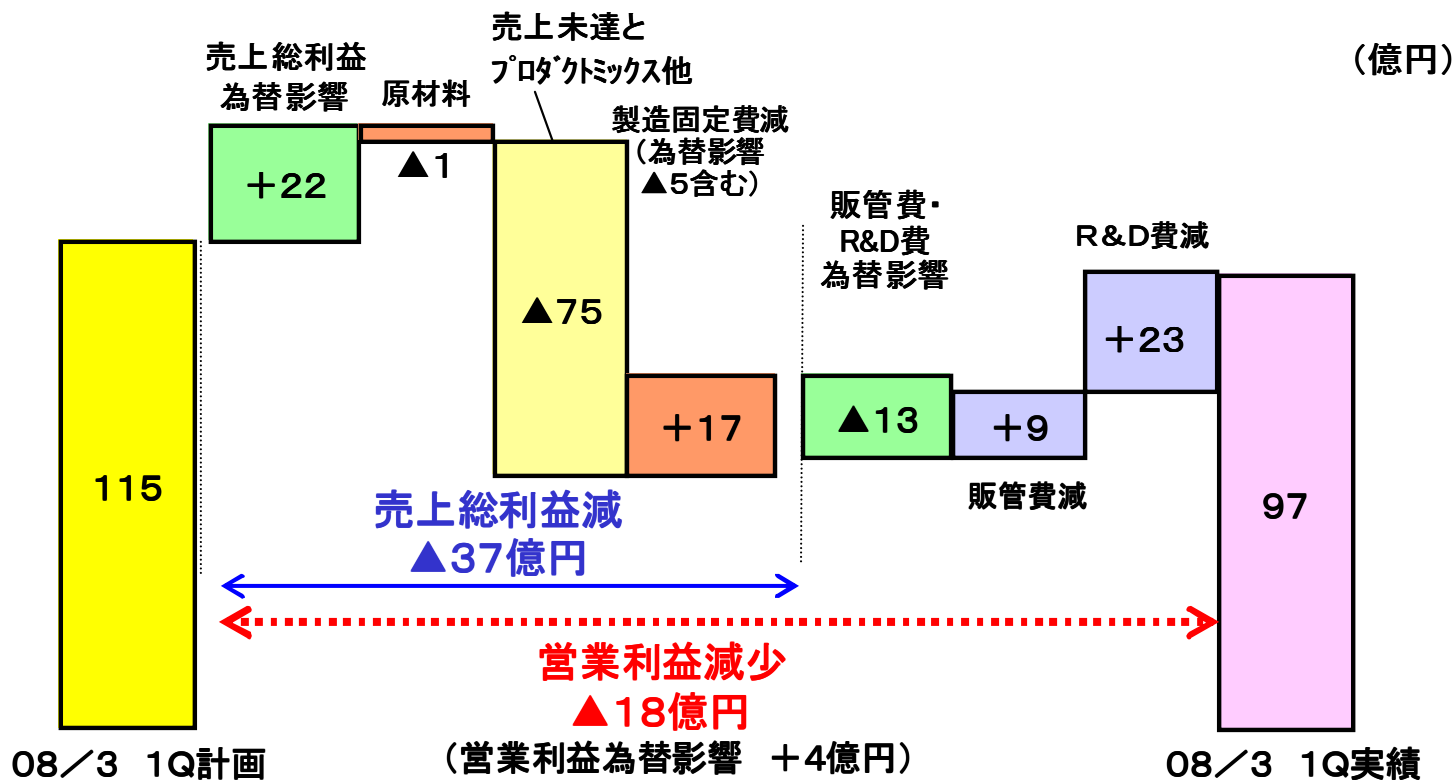 (億円)
売上総利益
為替影響
原材料
売上未達と
プロダクトミックス他
製造固定費減
(為替影響
▲5含む)
販管費・
R&D費
為替影響
R&D費減
+22
▲1
▲75
+17
▲13
+9
+23
販管費減
115
97
売上総利益減
▲37億円
営業利益減少
▲18億円
(営業利益為替影響 +4億円)
08/3 1Q計画
08/3 1Q実績